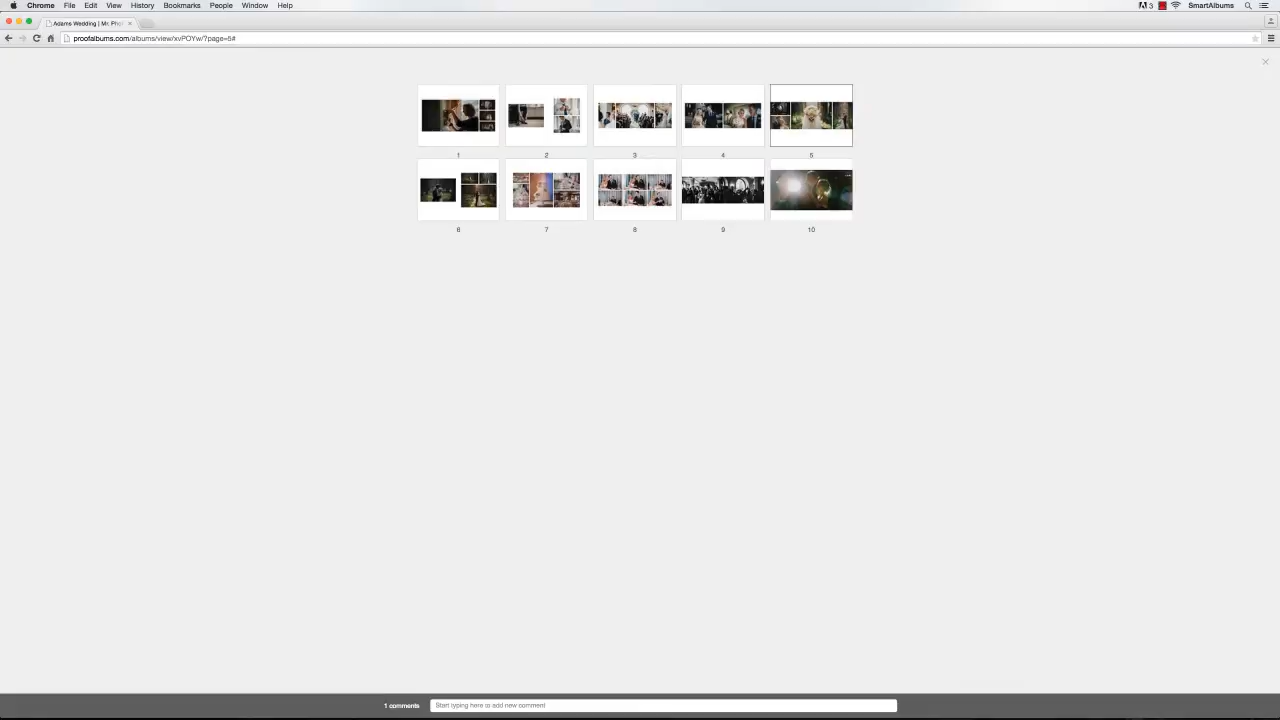 Chrome File Edit View History Bookmarks People Window Help 3 SmartAlbums
Adams Wedding | Mr. Pho
proofalbums.com/albums/view/xvPOYw/?page=5#
1 2 3 4 5
6 7 8 9 10
1 comments Start typing here to add new comment